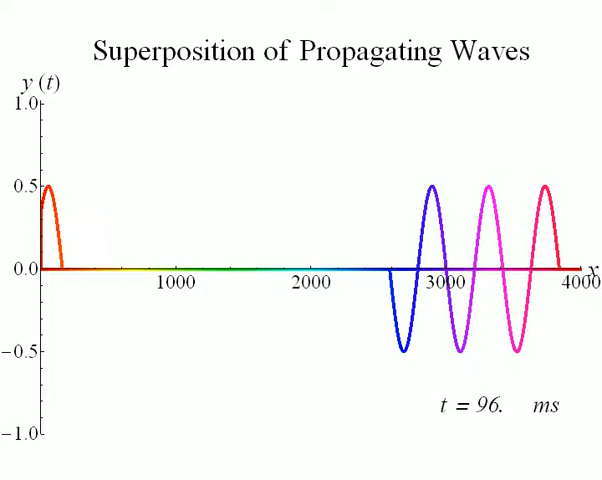 Superposition of Propagating Waves
y (t)
1.0
0.5
0.0
1000 2000 3000 4000 x
−0.5
t = 96. ms
−1.0